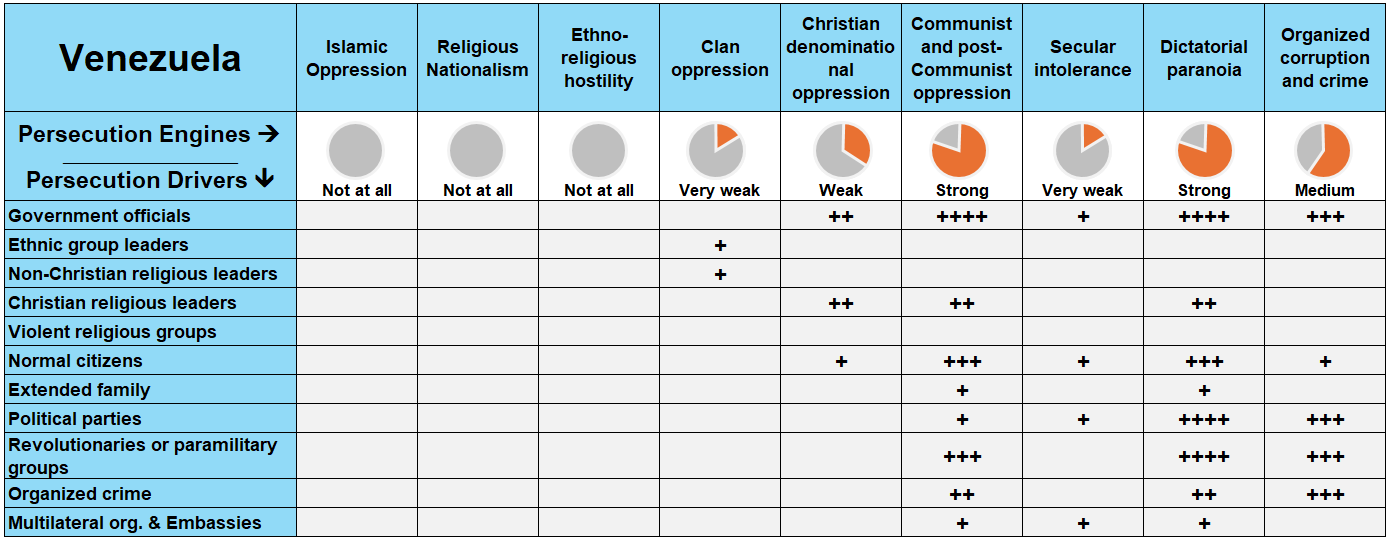 Venezuela
Islamic
Oppression
Religious
Nationalism
Ethno-
religious
hostility
Clan
oppression
Christian
denominatio
nal
oppression
Communist
and post-
Communist
oppression
Secular
intolerance
Dictatorial
paranoia
Organized
corruption
and crime
Persecution Engines →
Persecution Drivers ↓
Not at all
Not at all
Not at all
Very weak
Weak
Strong
Very weak
Strong
Medium
Government officials ++ ++++ + ++++ +++
Ethnic group leaders +
Non-Christian religious leaders +
Christian religious leaders ++ ++ ++
Violent religious groups
Normal citizens + +++ + +++ +
Extended family + +
Political parties + + ++++ +++
Revolutionaries or paramilitary
groups +++ ++++ +++
Organized crime ++ ++ +++
Multilateral org. & Embassies + + +